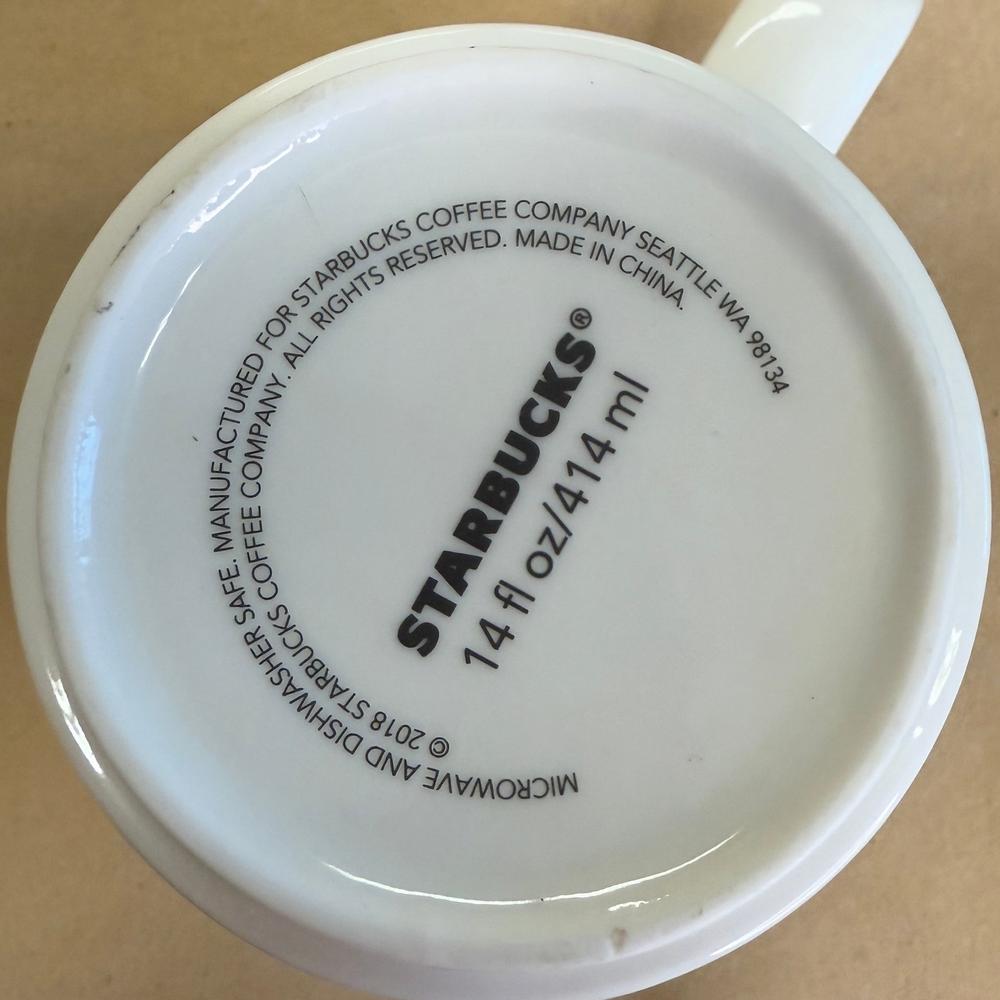 MICROWAVE AND DISHWASHER SAFE. MANUFACTURED FOR STARBUCKS COFFEE COMPANY SEATTLE WA 98134
© 2018 STARBUCKS COFFEE COMPANY. ALL RIGHTS RESERVED. MADE IN CHINA.
STARBUCKS®
14 fl oz/414 ml